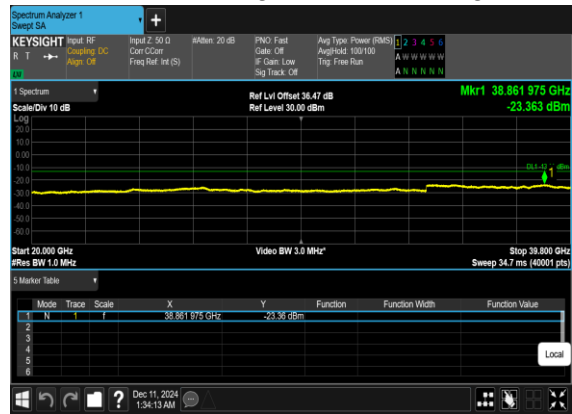 Spectrum Analyzer 1
Swept SA
+
KEYSIGHT Input: RF Input Z: 50 Ω #Atten: 20 dB PNO: Fast Avg Type: Power (RMS) 1 2 3 4 5 6
R T Coupling: DC Corr CCorr Gate: Off Avg|Hold: 100/100 A W W W W W
Align: Off Freq Ref: Int (S) IF Gain: Low Trig: Free Run
Sig Track: Off A N N N N N
1 Spectrum Ref Lvl Offset 36.47 dB Mkr1 38.861 975 GHz
Scale/Div 10 dB Ref Level 30.00 dBm -23.363 dBm
Log
20.0
10.0
0.00
-10.0
1
-20.0
-30.0
-40.0
-50.0
-60.0
Start 20.000 GHz Video BW 3.0 MHz* Stop 39.800 GHz
#Res BW 1.0 MHz Sweep 34.7 ms (40001 pts)
5 Marker Table
Mode Trace Scale X Y Function Function Width Function Value
1 N 1 f 38.861 975 GHz -23.36 dBm
2
3
4
5
6
Local
? Dec 11, 2024
1:34:13 AM